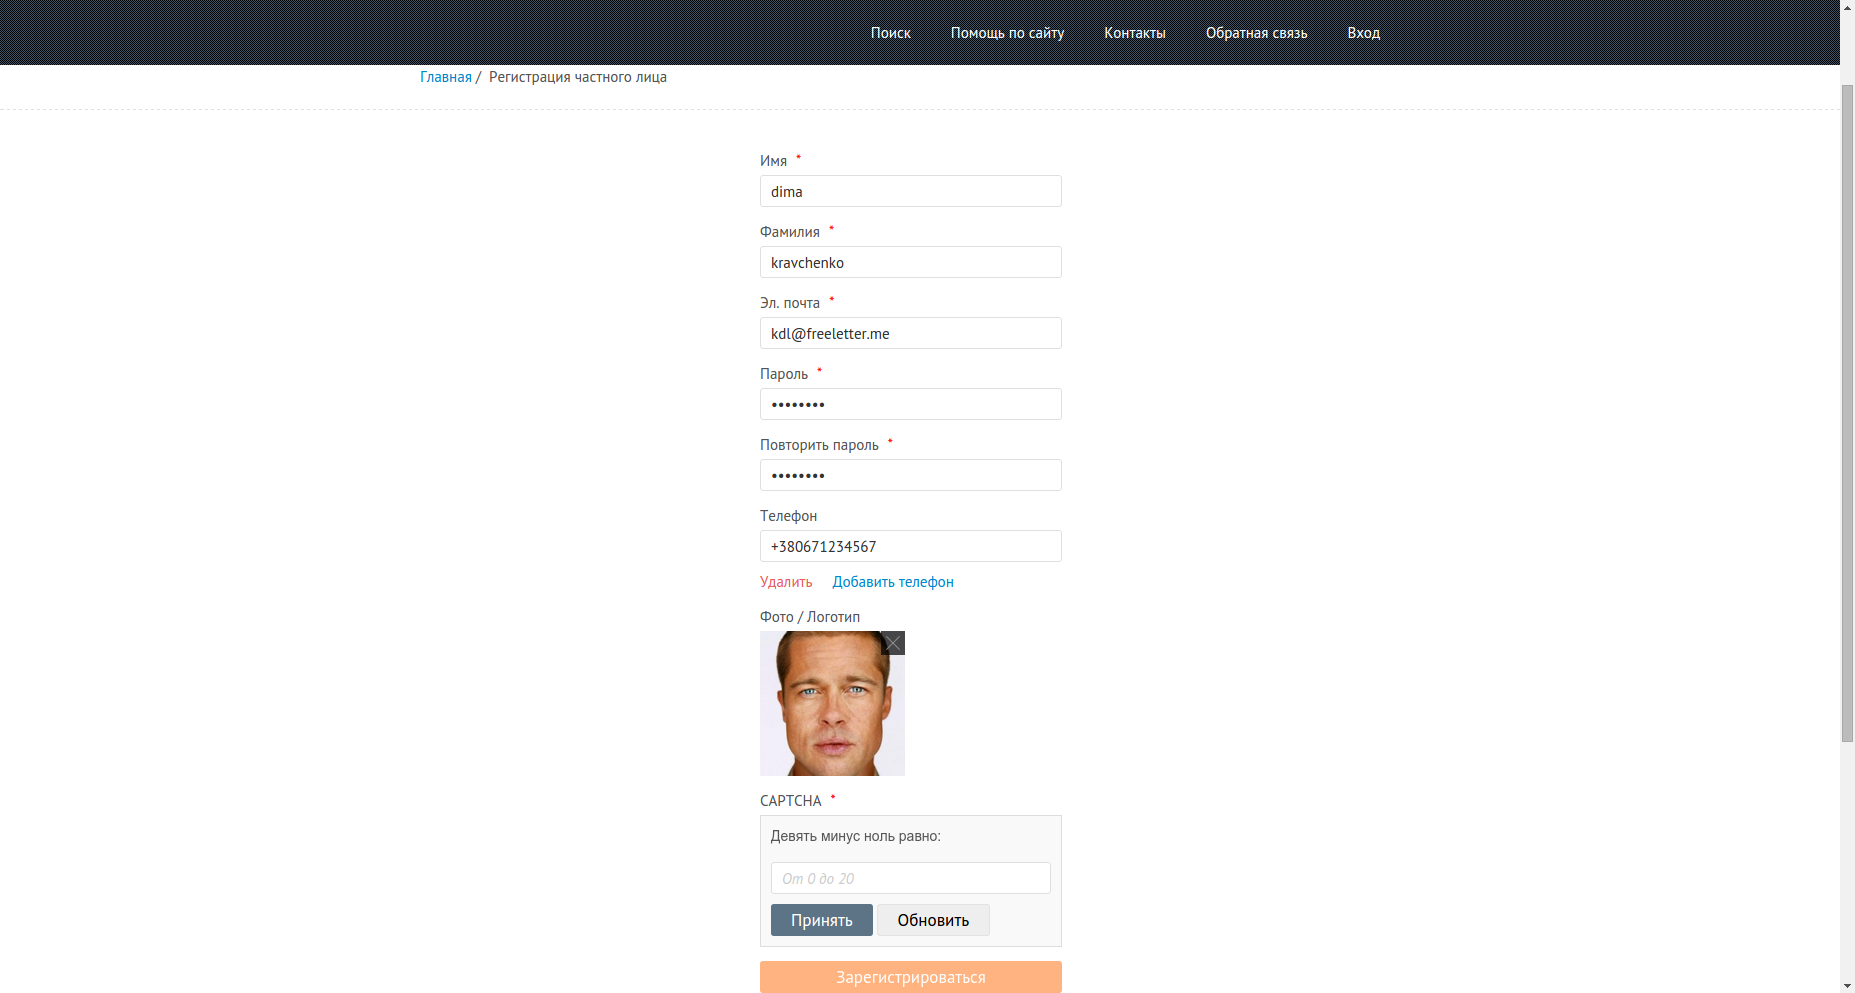 Поиск Помощь по сайту Контакты Обратная связь Вход
Главная / Регистрация частного лица
Имя *
dima
Фамилия *
kravchenko
Эл. почта *
kdl@freeletter.me
Пароль *
••••••••
Повторить пароль *
••••••••
Телефон
+380671234567
Удалить Добавить телефон
Фото / Логотип
CAPTCHA *
Девять минус ноль равно:
От 0 до 20
Принять Обновить
Зарегистрироваться